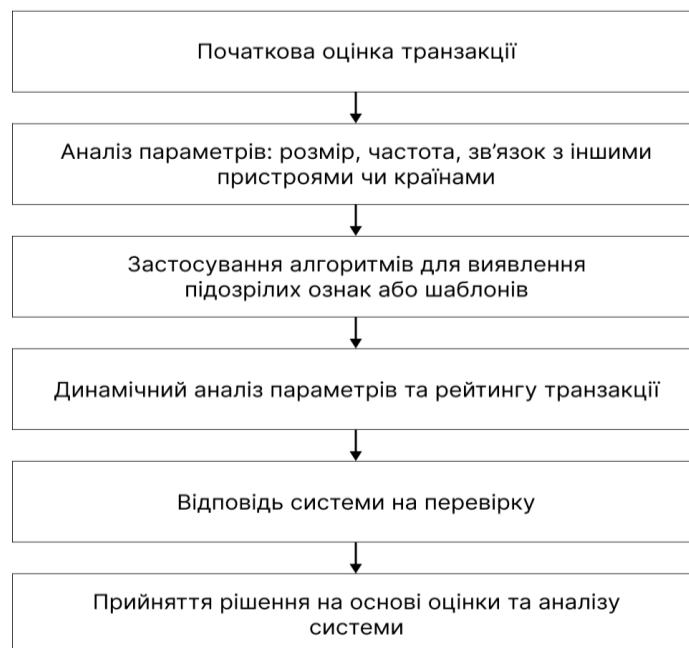 Початкова оцінка транзакції
Аналіз параметрів: розмір, частота, зв’язок з іншими
пристроями чи країнами
Застосування алгоритмів для виявлення
підозрілих ознак або шаблонів
Динамічний аналіз параметрів та рейтингу транзакції
Відповідь системи на перевірку
Прийняття рішення на основі оцінки та аналізу
системи